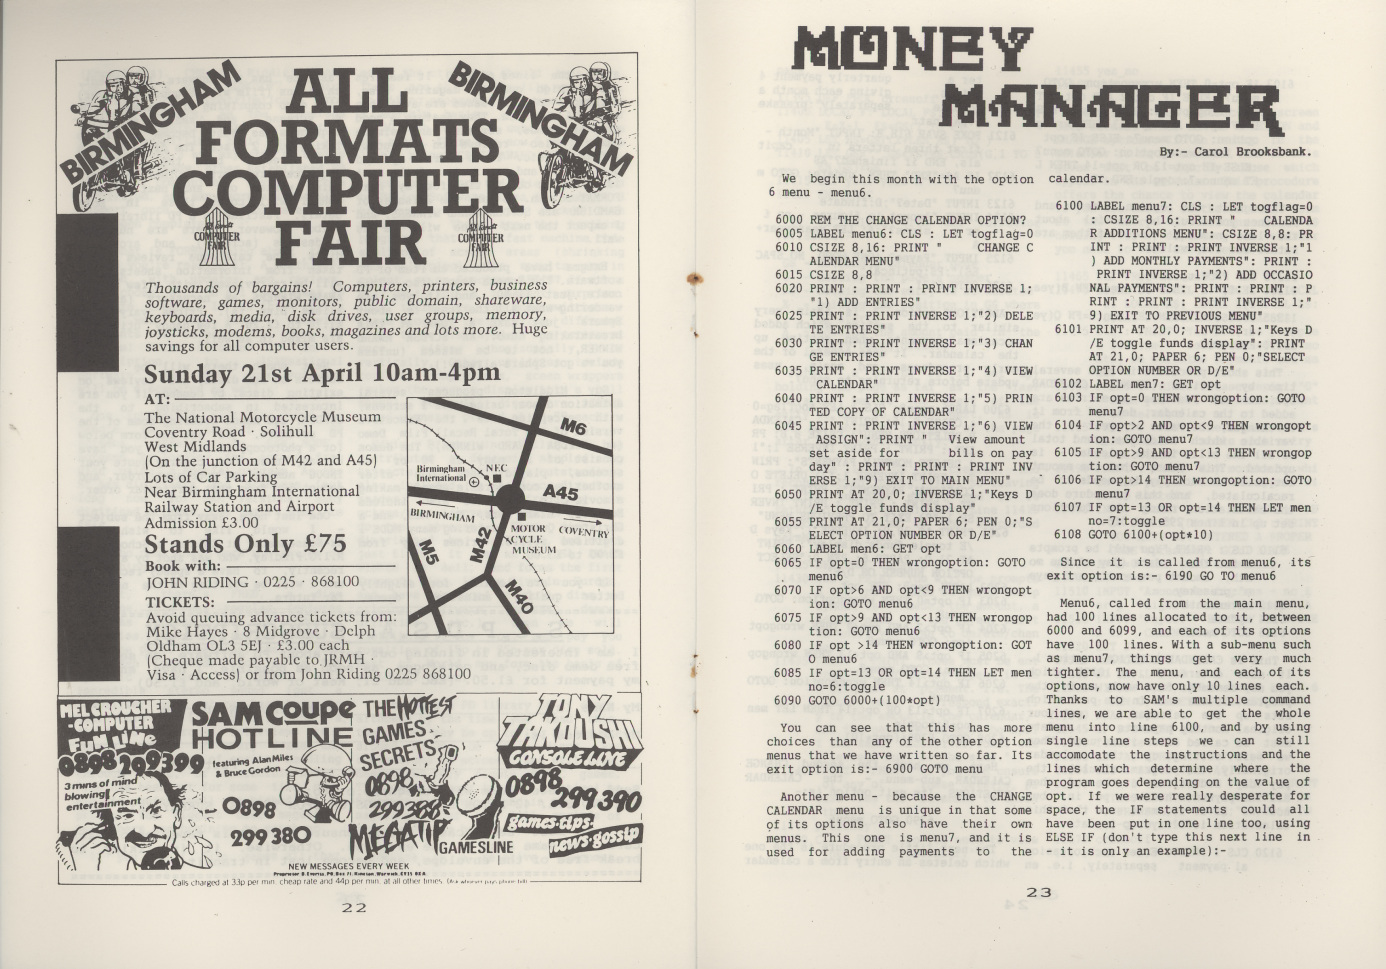 BIRMINGHAM
BIRMINGHAM
ALL
FORMATS
COMPUTER
FAIR
All formats
COMPUTER
FAIR
All formats
COMPUTER
FAIR
Thousands of bargains! Computers, printers, business
software, games, monitors, public domain, shareware,
keyboards, media, disk drives, user groups, memory,
joysticks, modems, books, magazines and lots more. Huge
savings for all computer users.
Sunday 21st April 10am-4pm
AT:
The National Motorcycle Museum
Coventry Road · Solihull
West Midlands
(On the junction of M42 and A45)
Lots of Car Parking
Near Birmingham International
Railway Station and Airport
Admission £3.00
Stands Only £75
Book with:
JOHN RIDING · 0225 · 868100
TICKETS:
Avoid queuing advance tickets from:
Mike Hayes · 8 Midgrove · Delph
Oldham OL3 5EJ · £3.00 each
(Cheque made payable to JRMH ·
Visa · Access) or from John Riding 0225 868100
M6
Birmingham
International
NEC
A45
BIRMINGHAM
MOTOR
CYCLE
MUSEUM
COVENTRY
M5
M42
M40
MEL CROUCHER
-COMPUTER
FUN LINE
0898 299399
3 mins of mind
blowing
entertainment
SAM COUPÉ
HOTLINE
featuring Alan Miles
& Bruce Gordon
0898
299380
THE HOTTEST
GAMES
SECRETS
0898
299388
MEGATIP
GAMESLINE
TONY
TAKOUSHI
CONSOLE LINE
0898
299390
games-tips-
news-gossip
NEW MESSAGES EVERY WEEK
Calls charged at 33p per min. cheap rate and 44p per min. at all other times.
22
MONEY
MANAGER
By:- Carol Brooksbank.
We begin this month with the option
6 menu - menu6.
6000 REM THE CHANGE CALENDAR OPTION?
6005 LABEL menu6: CLS : LET togflag=0
6010 CSIZE 8,16: PRINT "    CHANGE C
ALENDAR MENU"
6015 CSIZE 8,8
6020 PRINT : PRINT : PRINT INVERSE 1;
"1) ADD ENTRIES"
6025 PRINT : PRINT INVERSE 1;"2) DELE
TE ENTRIES"
6030 PRINT : PRINT INVERSE 1;"3) CHAN
GE ENTRIES"
6035 PRINT : PRINT INVERSE 1;"4) VIEW
CALENDAR"
6040 PRINT : PRINT INVERSE 1;"5) PRIN
TED COPY OF CALENDAR"
6045 PRINT : PRINT INVERSE 1;"6) VIEW
ASSIGN": PRINT "   View amount
set aside for      bills on pay
day" : PRINT : PRINT : PRINT INV
ERSE 1;"9) EXIT TO MAIN MENU"
6050 PRINT AT 20,0; INVERSE 1;"Keys D
/E toggle funds display"
6055 PRINT AT 21,0; PAPER 6; PEN 0;"S
ELECT OPTION NUMBER OR D/E"
6060 LABEL men6: GET opt
6065 IF opt=0 THEN wrongoption: GOTO
menu6
6070 IF opt>6 AND opt<9 THEN wrongopt
ion: GOTO menu6
6075 IF opt>9 AND opt<13 THEN wrongop
tion: GOTO menu6
6080 IF opt >14 THEN wrongoption: GOT
O menu6
6085 IF opt=13 OR opt=14 THEN LET men
no=6:toggle
6090 GOTO 6000+(100*opt)
You can see that this has more
choices than any of the other option
menus that we have written so far. Its
exit option is:- 6900 GOTO menu
Another menu - because the CHANGE
CALENDAR menu is unique in that some
of its options also have their own
menus. This one is menu7, and it is
used for adding payments to the
calendar.
6100 LABEL menu7: CLS : LET togflag=0
: CSIZE 8,16: PRINT "    CALENDA
R ADDITIONS MENU": CSIZE 8,8: PR
INT : PRINT : PRINT INVERSE 1;"1
) ADD MONTHLY PAYMENTS": PRINT :
PRINT INVERSE 1;"2) ADD OCCASIO
NAL PAYMENTS": PRINT : PRINT : P
RINT : PRINT : PRINT INVERSE 1;"
9) EXIT TO PREVIOUS MENU"
6101 PRINT AT 20,0; INVERSE 1;"Keys D
/E toggle funds display": PRINT
AT 21,0; PAPER 6; PEN 0;"SELECT
OPTION NUMBER OR D/E"
6102 LABEL men7: GET opt
6103 IF opt=0 THEN wrongoption: GOTO
menu7
6104 IF opt>2 AND opt<9 THEN wrongopt
ion: GOTO menu7
6105 IF opt>9 AND opt<13 THEN wrongop
tion: GOTO menu7
6106 IF opt>14 THEN wrongoption: GOTO
menu7
6107 IF opt=13 OR opt=14 THEN LET men
no=7:toggle
6108 GOTO 6100+(opt*10)
Since it is called from menu6, its
exit option is:- 6190 GO TO menu6
Menu6, called from the main menu,
had 100 lines allocated to it, between
6000 and 6099, and each of its options
have 100 lines. With a sub-menu such
as menu7, things get very much
tighter. The menu, and each of its
options, now have only 10 lines each.
Thanks to SAM's multiple command
lines, we are able to get the whole
menu into line 6100, and by using
single line steps we can still
accomodate the instructions and the
lines which determine where the
program goes depending on the value of
opt. If we were really desperate for
space, the IF statements could all
have been put in one line too, using
ELSE IF (don't type this next line in
- it is only an example):-
23